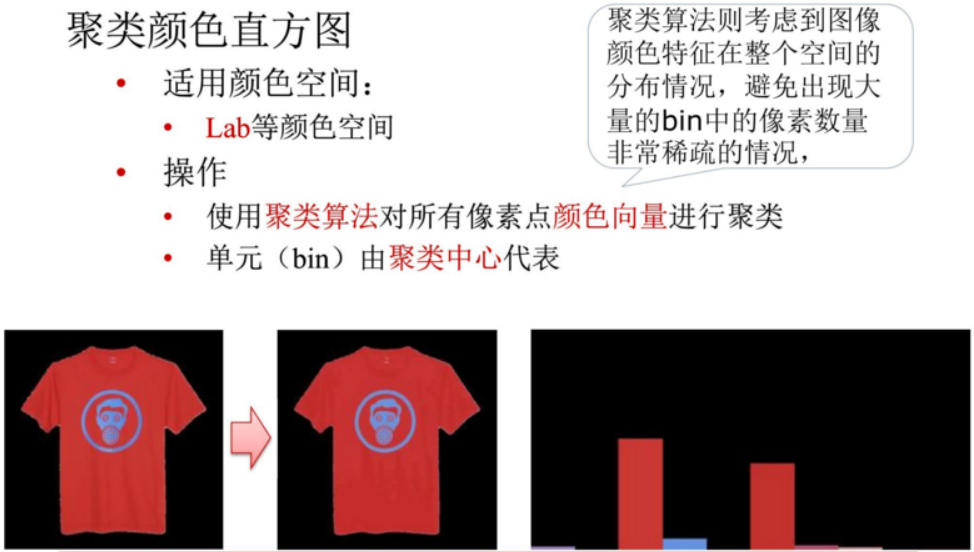 聚类颜色直方图
适用颜色空间：
Lab等颜色空间
操作
使用聚类算法对所有像素点颜色向量进行聚类
单元（bin）由聚类中心代表
聚类算法则考虑到图像
颜色特征在整个空间的
分布情况，避免出现大
量的bin中的像素数量
非常稀疏的情况，